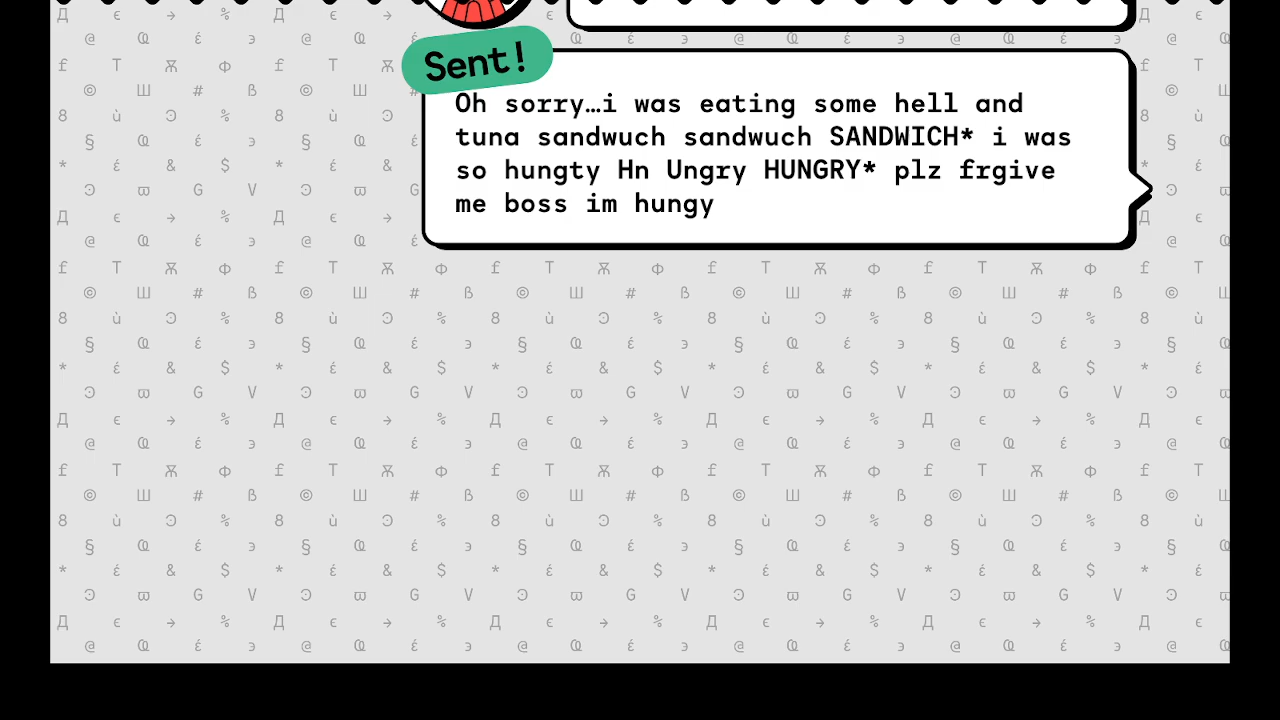 Sent!
Oh sorry…i was eating some hell and
tuna sandwuch sandwuch SANDWICH* i was
so hungty Hn Ungry HUNGRY* plz frgive
me boss im hungy